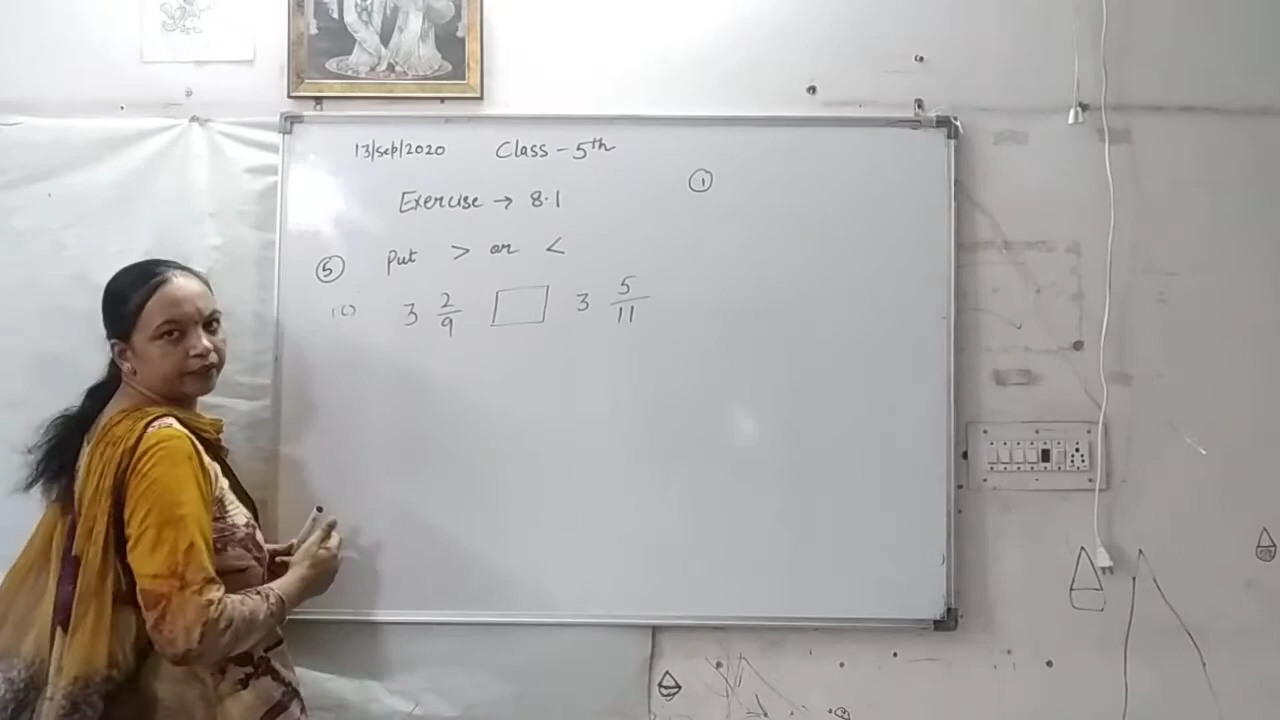 13/sep/2020 Class - 5th
①
Exercise → 8.1
⑤ Put > or <
3 2/9 □ 3 5/11